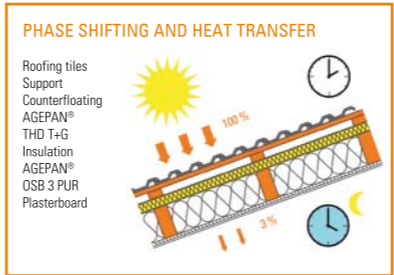 PHASE SHIFTING AND HEAT TRANSFER
Roofing tiles
Support
Counterfloating
AGEPAN®
THD T+G
Insulation
AGEPAN®
OSB 3 PUR
Plasterboard
100 %
3 %